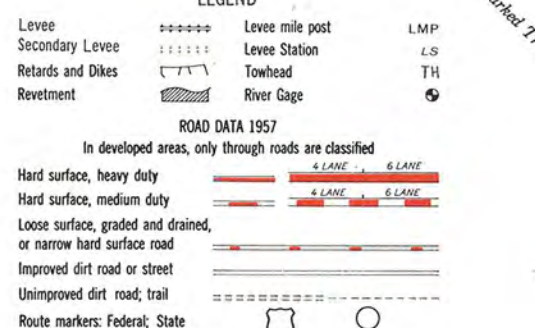 LEGEND
Levee
Levee mile post
LMP
Secondary Levee
Levee Station
LS
Retards and Dikes
Towhead
TH
Revetment
River Gage
ROAD DATA 1957
In developed areas, only through roads are classified
Hard surface, heavy duty
4 LANE
6 LANE
Hard surface, medium duty
4 LANE
6 LANE
Loose surface, graded and drained,
or narrow hard surface road
Improved dirt road or street
Unimproved dirt road; trail
Route markers: Federal; State